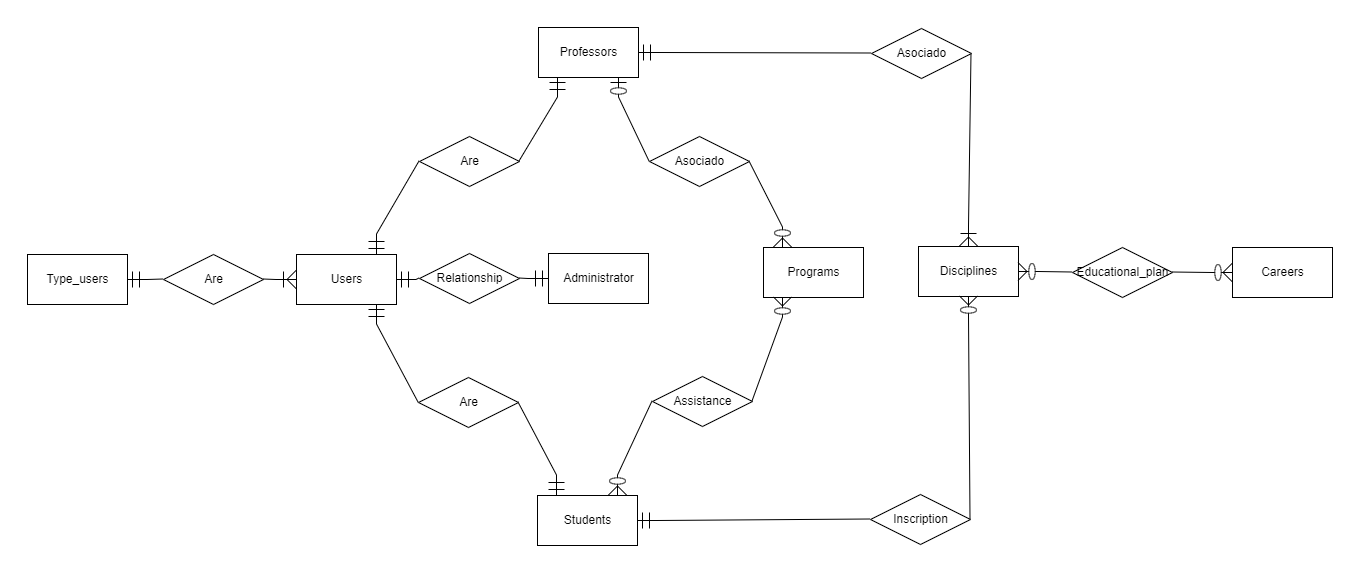 Professors
Asociado
Are
Asociado
Type_users
Are
Users
Relationship
Administrator
Programs
Disciplines
Educational_plan
Careers
Are
Assistance
Students
Inscription